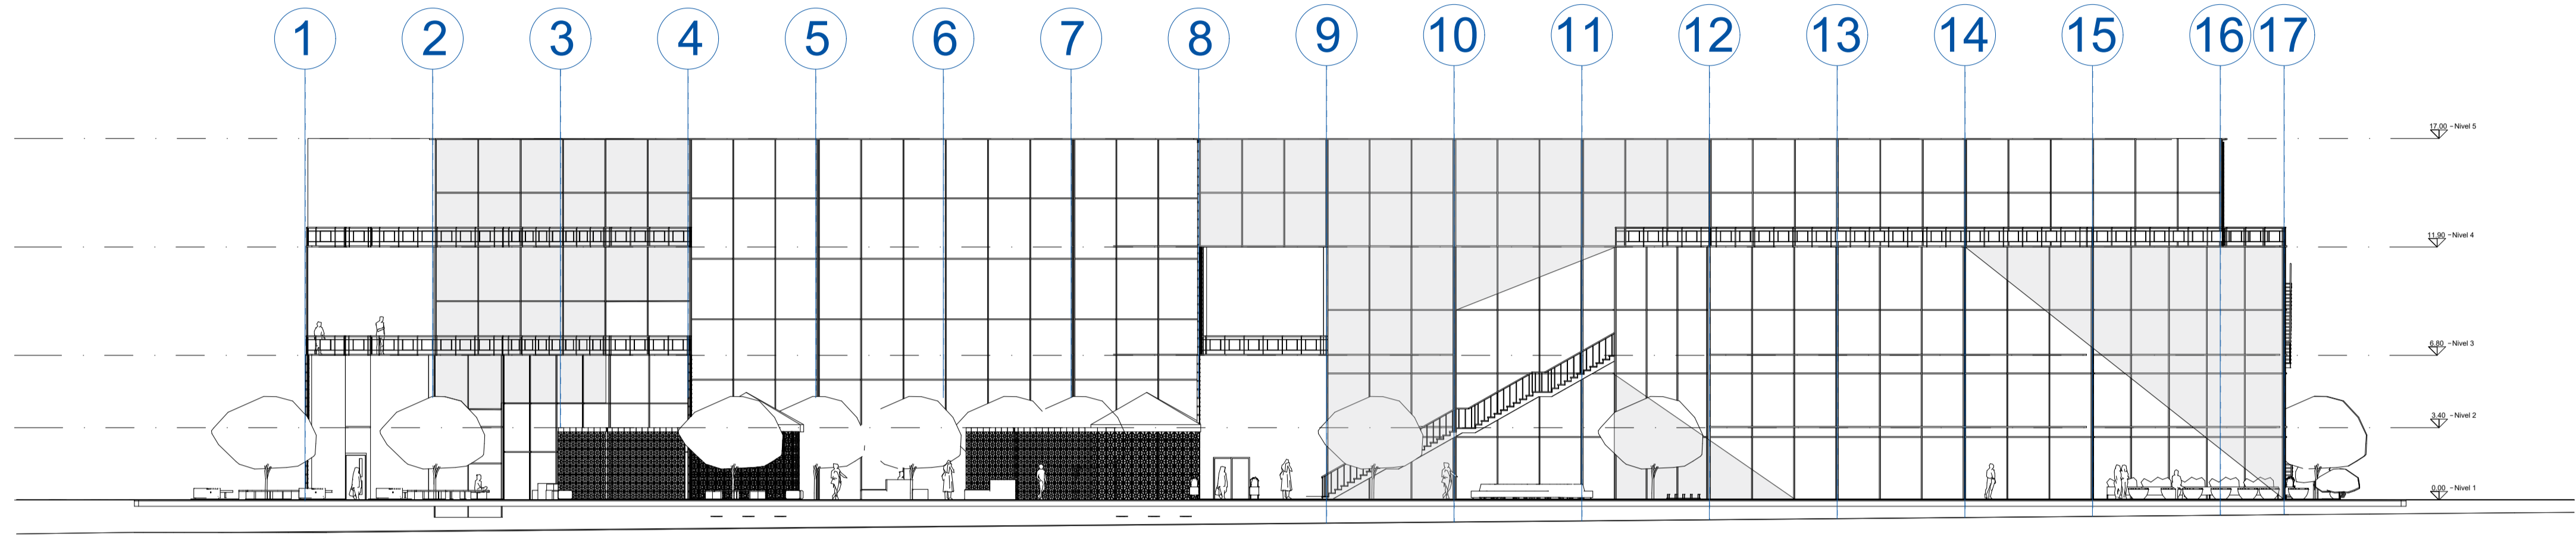 1 2 3 4 5 6 7 8 9 10 11 12 13 14 15 16 17
17.00 - Nivel 5
11.90 - Nivel 4
6.80 - Nivel 3
3.40 - Nivel 2
0.00 - Nivel 1